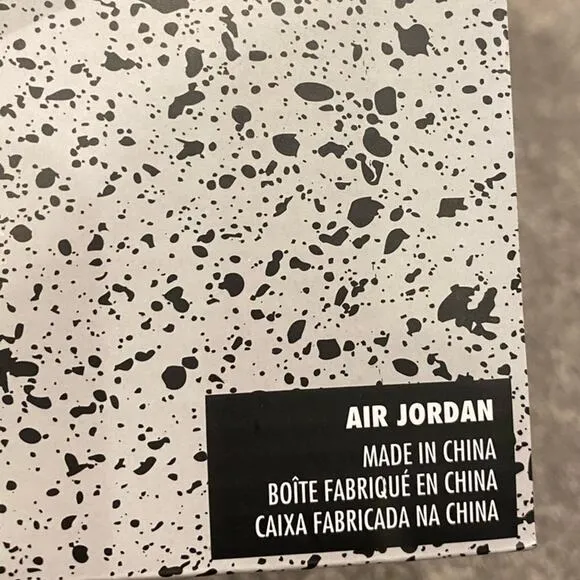 AIR JORDAN
MADE IN CHINA
BOÎTE FABRIQUÉ EN CHINA
CAIXA FABRICADA NA CHINA